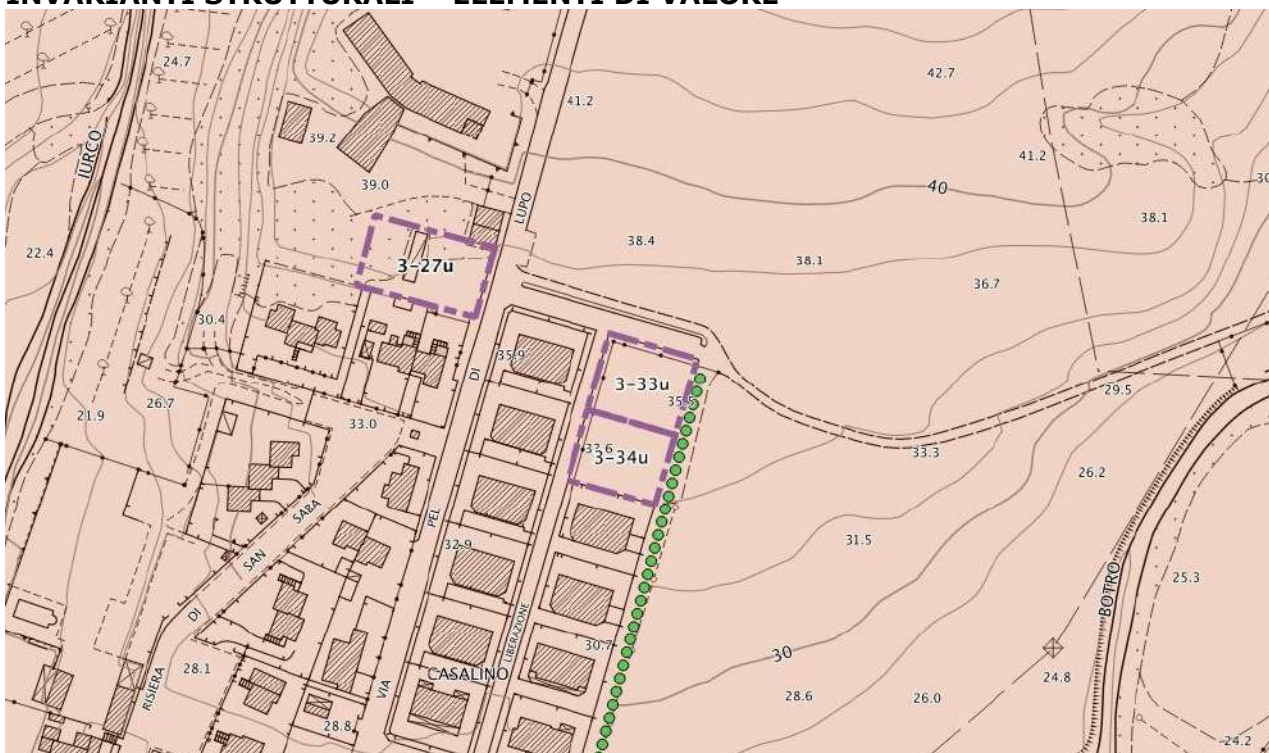 INVARIANTI STRUTTURALI – ELEMENTI DI VALORE
24.7
42.7
41.2
IURCO
39.2
41.2
39.0
40
LUPO
38.1
38.4
22.4
38.1
3-27u
36.7
30.4
35.9
3-33u
DI
29.5
35.5
26.7
21.9
33.0
33.6
33.3
3-34u
26.2
SABA
PEL
31.5
32.9
SAN
25.3
BOTRO
DI
LIBERAZIONE
30.7
30
28.1
CASALINO
24.8
RISIERA
VIA
28.6
26.0
28.8
24.2